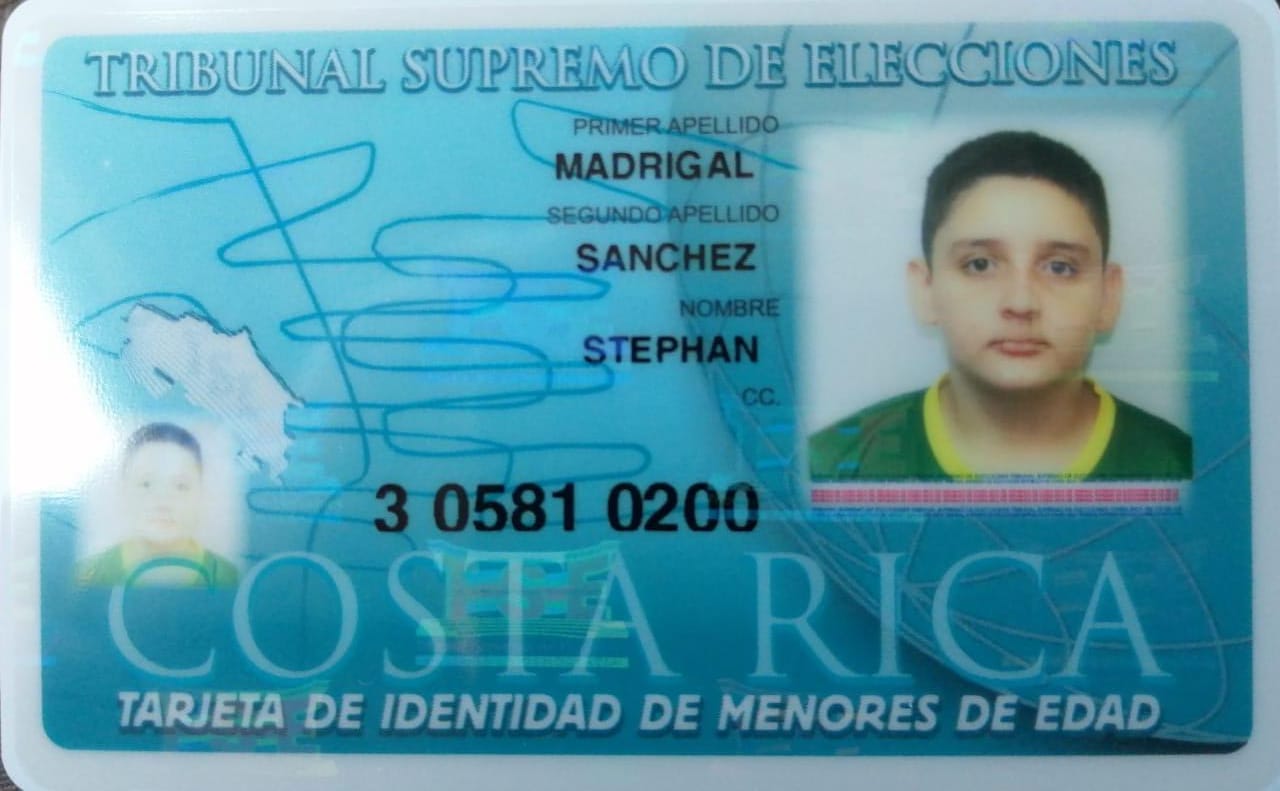 TRIBUNAL SUPREMO DE ELECCIONES
PRIMER APELLIDO
MADRIGAL
SEGUNDO APELLIDO
SANCHEZ
NOMBRE
STEPHAN
CC.
3 0581 0200
COSTA RICA
TARJETA DE IDENTIDAD DE MENORES DE EDAD